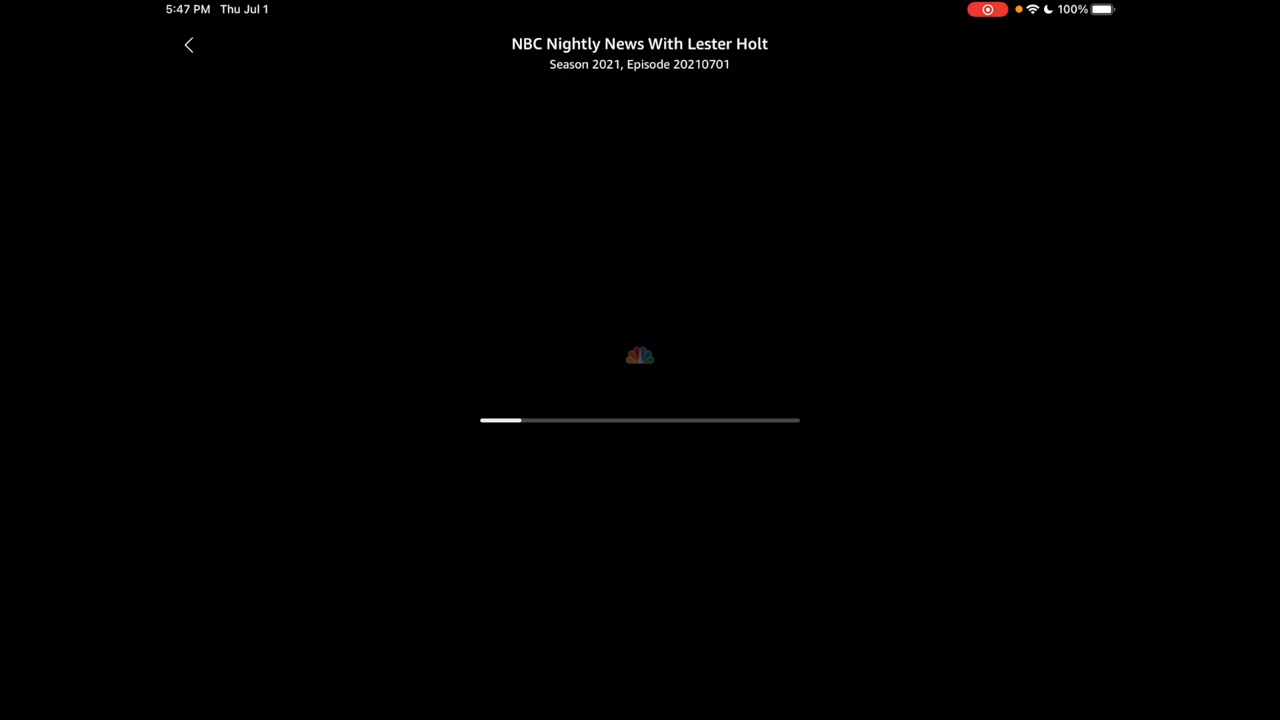 5:47 PM Thu Jul 1 100%
NBC Nightly News With Lester Holt
Season 2021, Episode 20210701